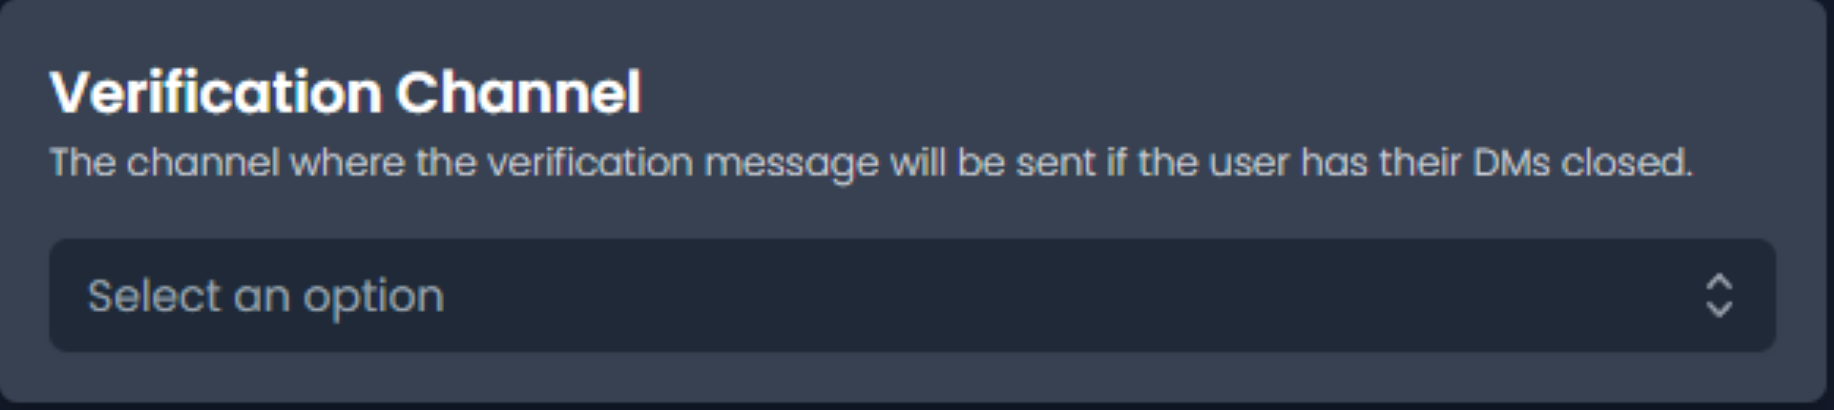 Verification Channel
The channel where the verification message will be sent if the user has their DMs closed.
Select an option